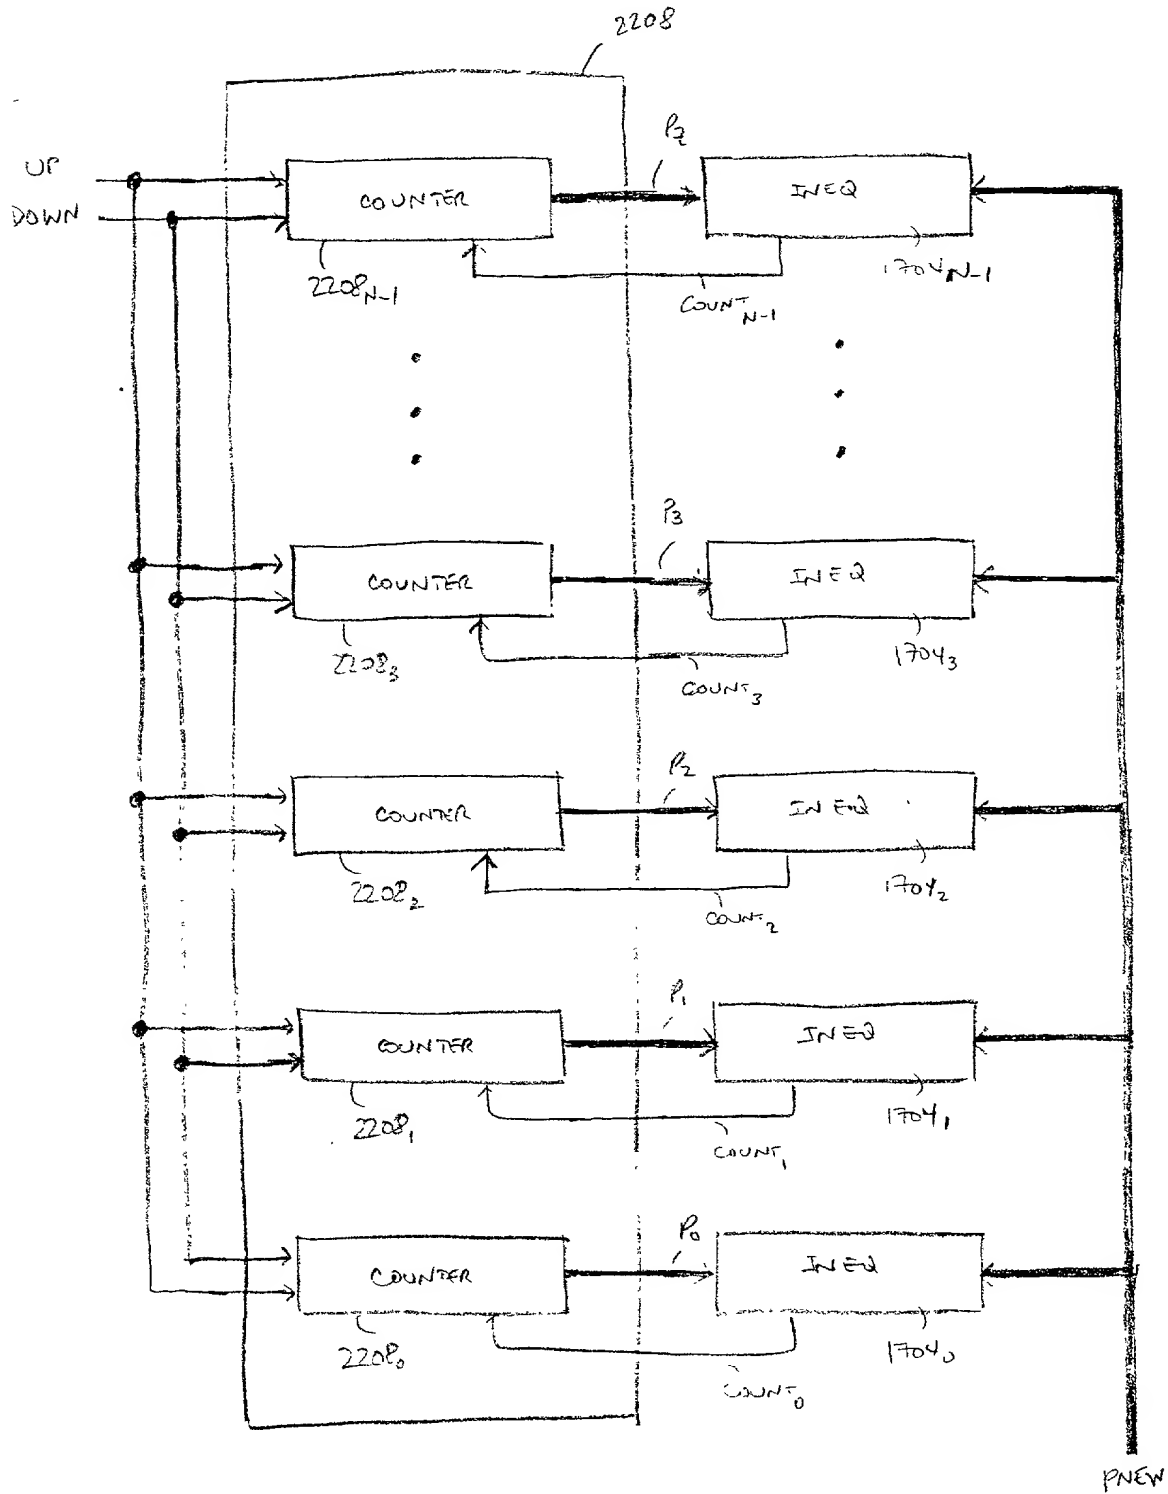 2208
UP
DOWN
COUNTER
P7
INEQ
2208N-1
1704N-1
COUNTN-1
COUNTER
P3
INEQ
2208₃
1704₃
COUNT₃
COUNTER
P₂
INEQ
2208₂
1704₂
COUNT₂
COUNTER
P₁
INEQ
2208₁
1704₁
COUNT₁
COUNTER
P₀
INEQ
2208₀
1704₀
COUNT₀
PNEW